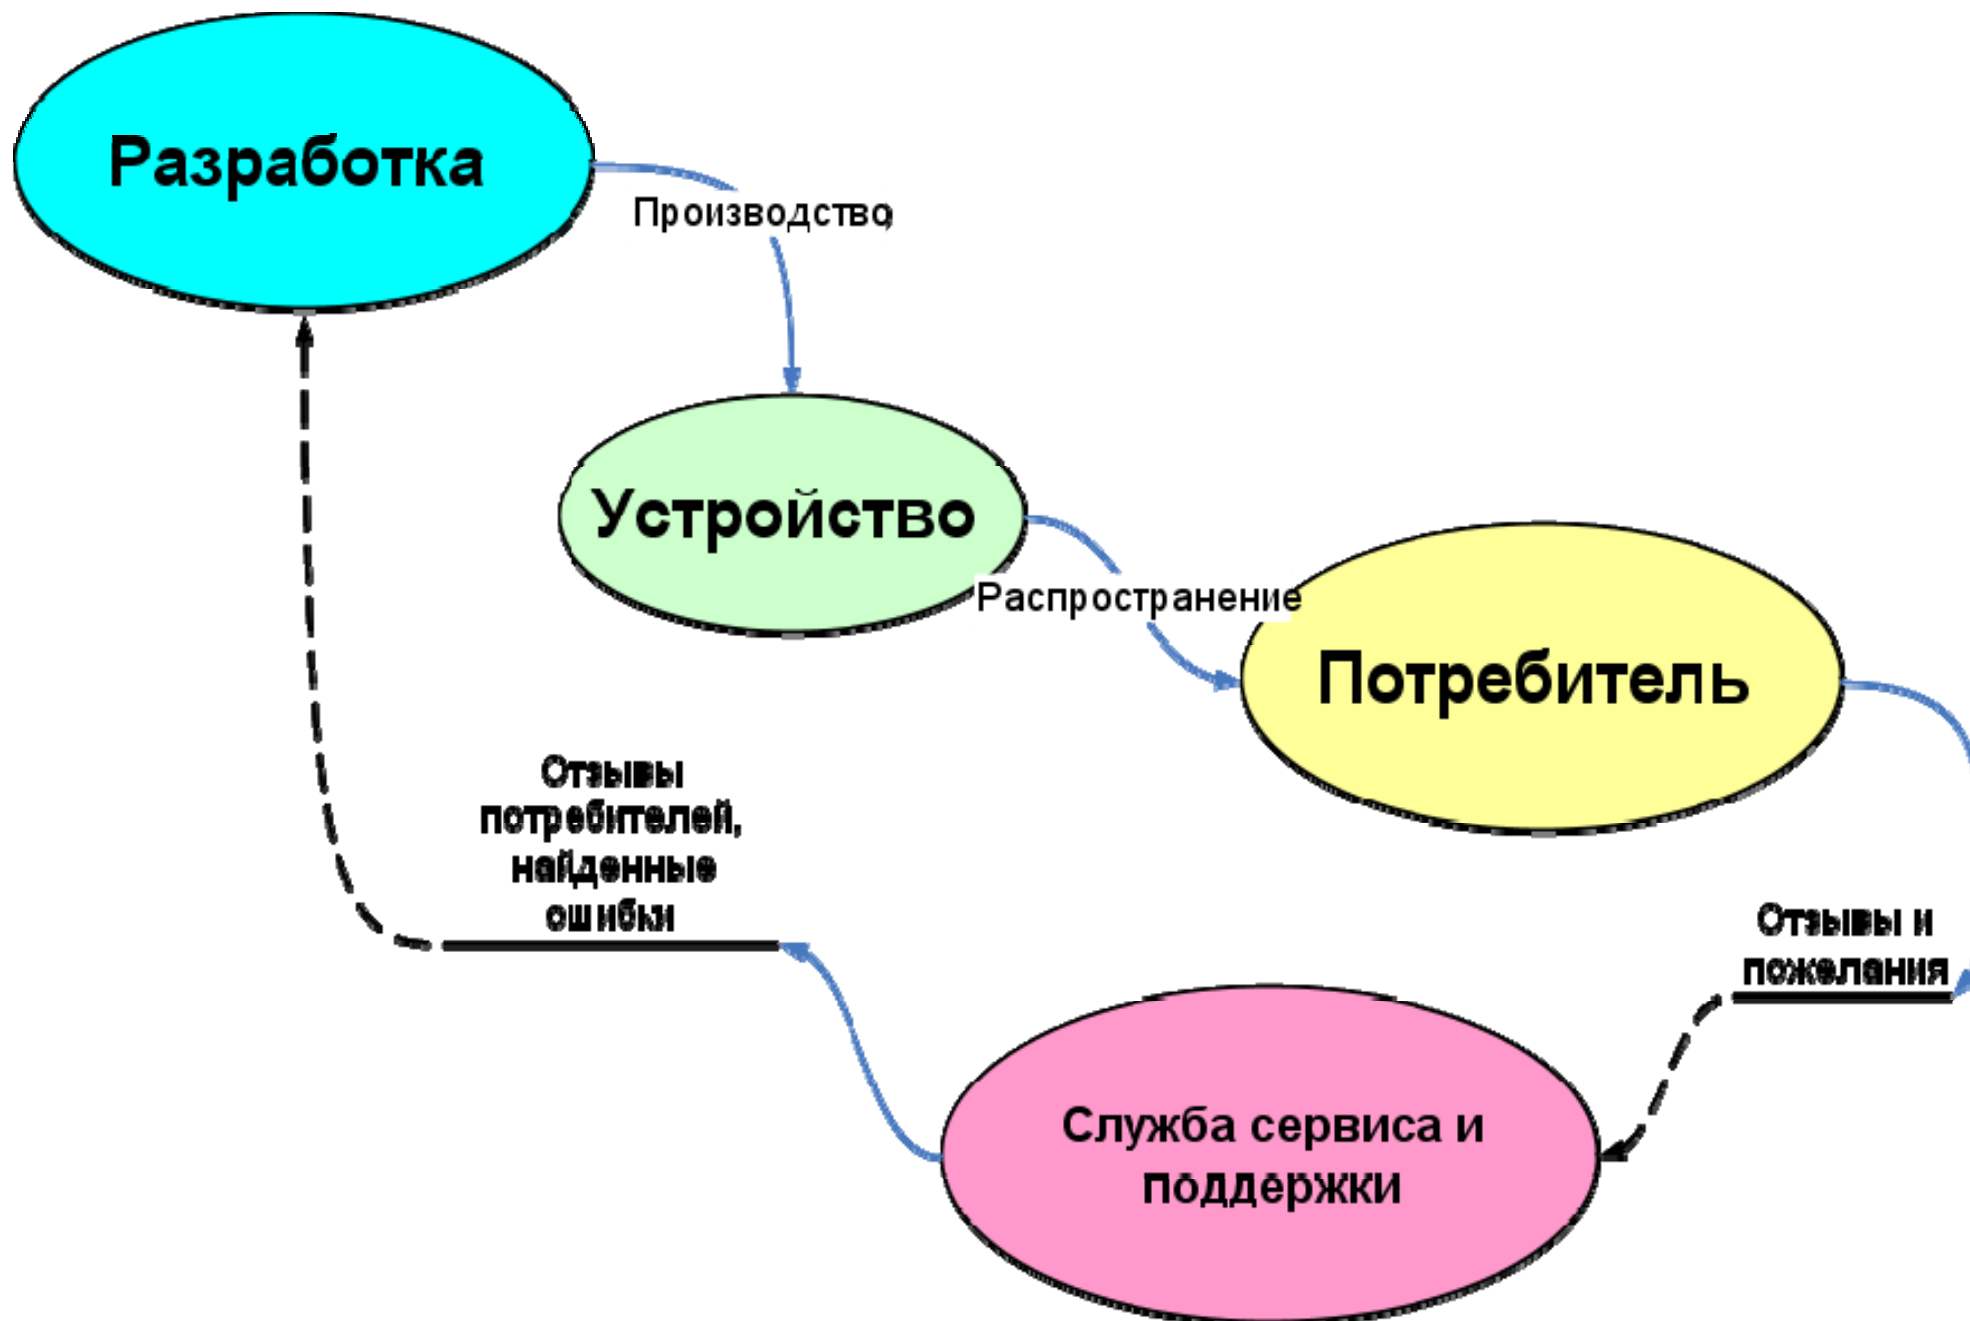 Разработка
Производство
Устройство
Распространение
Потребитель
Отзывы
потребителей,
найденные
ошибки
Отзывы и
пожелания
Служба сервиса и
поддержки